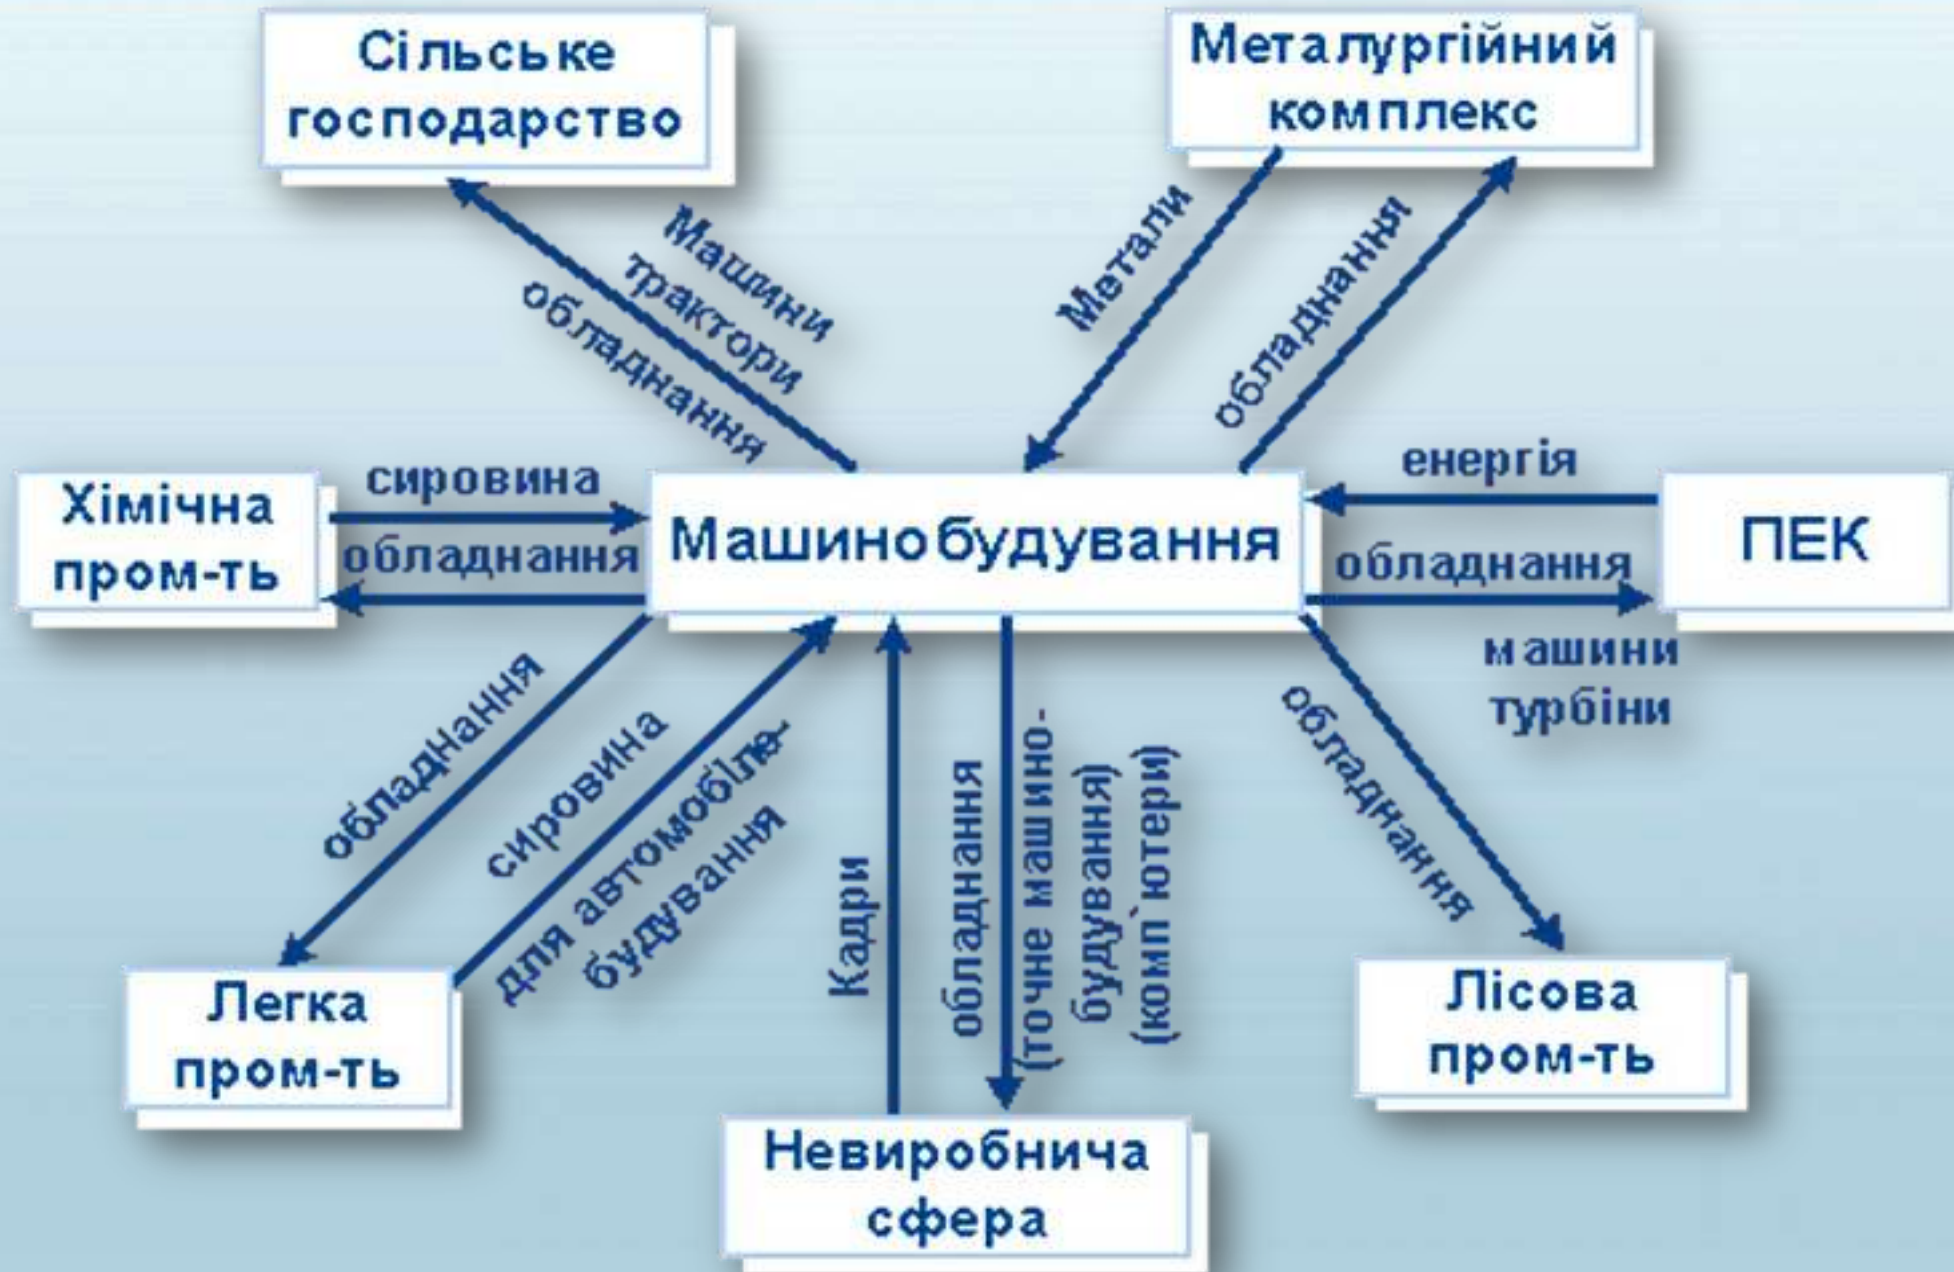 Сільське
господарство
Металургійний
комплекс
Машини
трактори
обладнання
Метали
обладнання
Хімічна
пром-ть
сировина
обладнання
Машинобудування
енергія
обладнання
машини
турбіни
ПЕК
обладнання
сировина
для автомобіле-
будування
Кадри
обладнання
(точне машино-
будування)
(комп`ютери)
обладнання
Легка
пром-ть
Невиробнича
сфера
Лісова
пром-ть